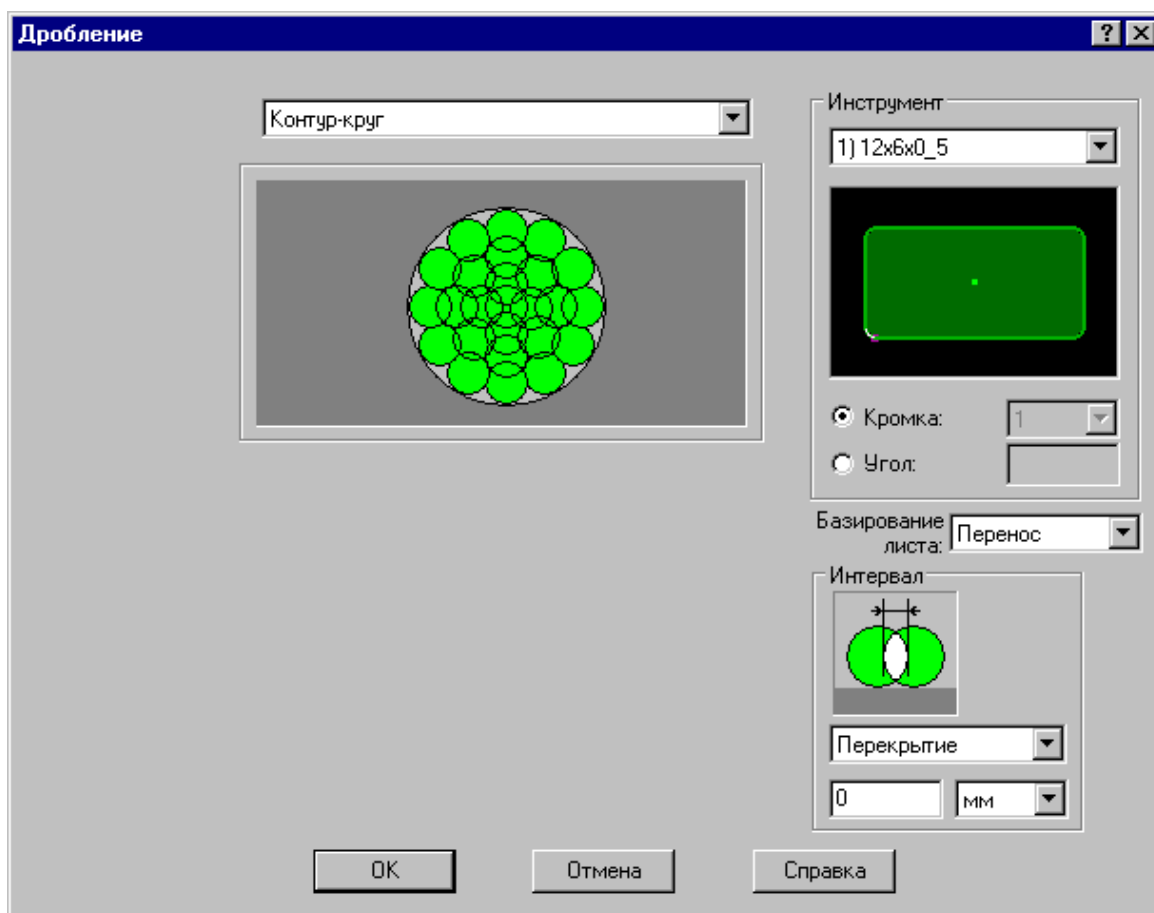 Дробление
Контур-круг
Инструмент
1) 12x6x0_5
Кромка:
1
Угол:
Базирование
листа:
Перенос
Интервал
Перекрытие
0
мм
OK
Отмена
Справка